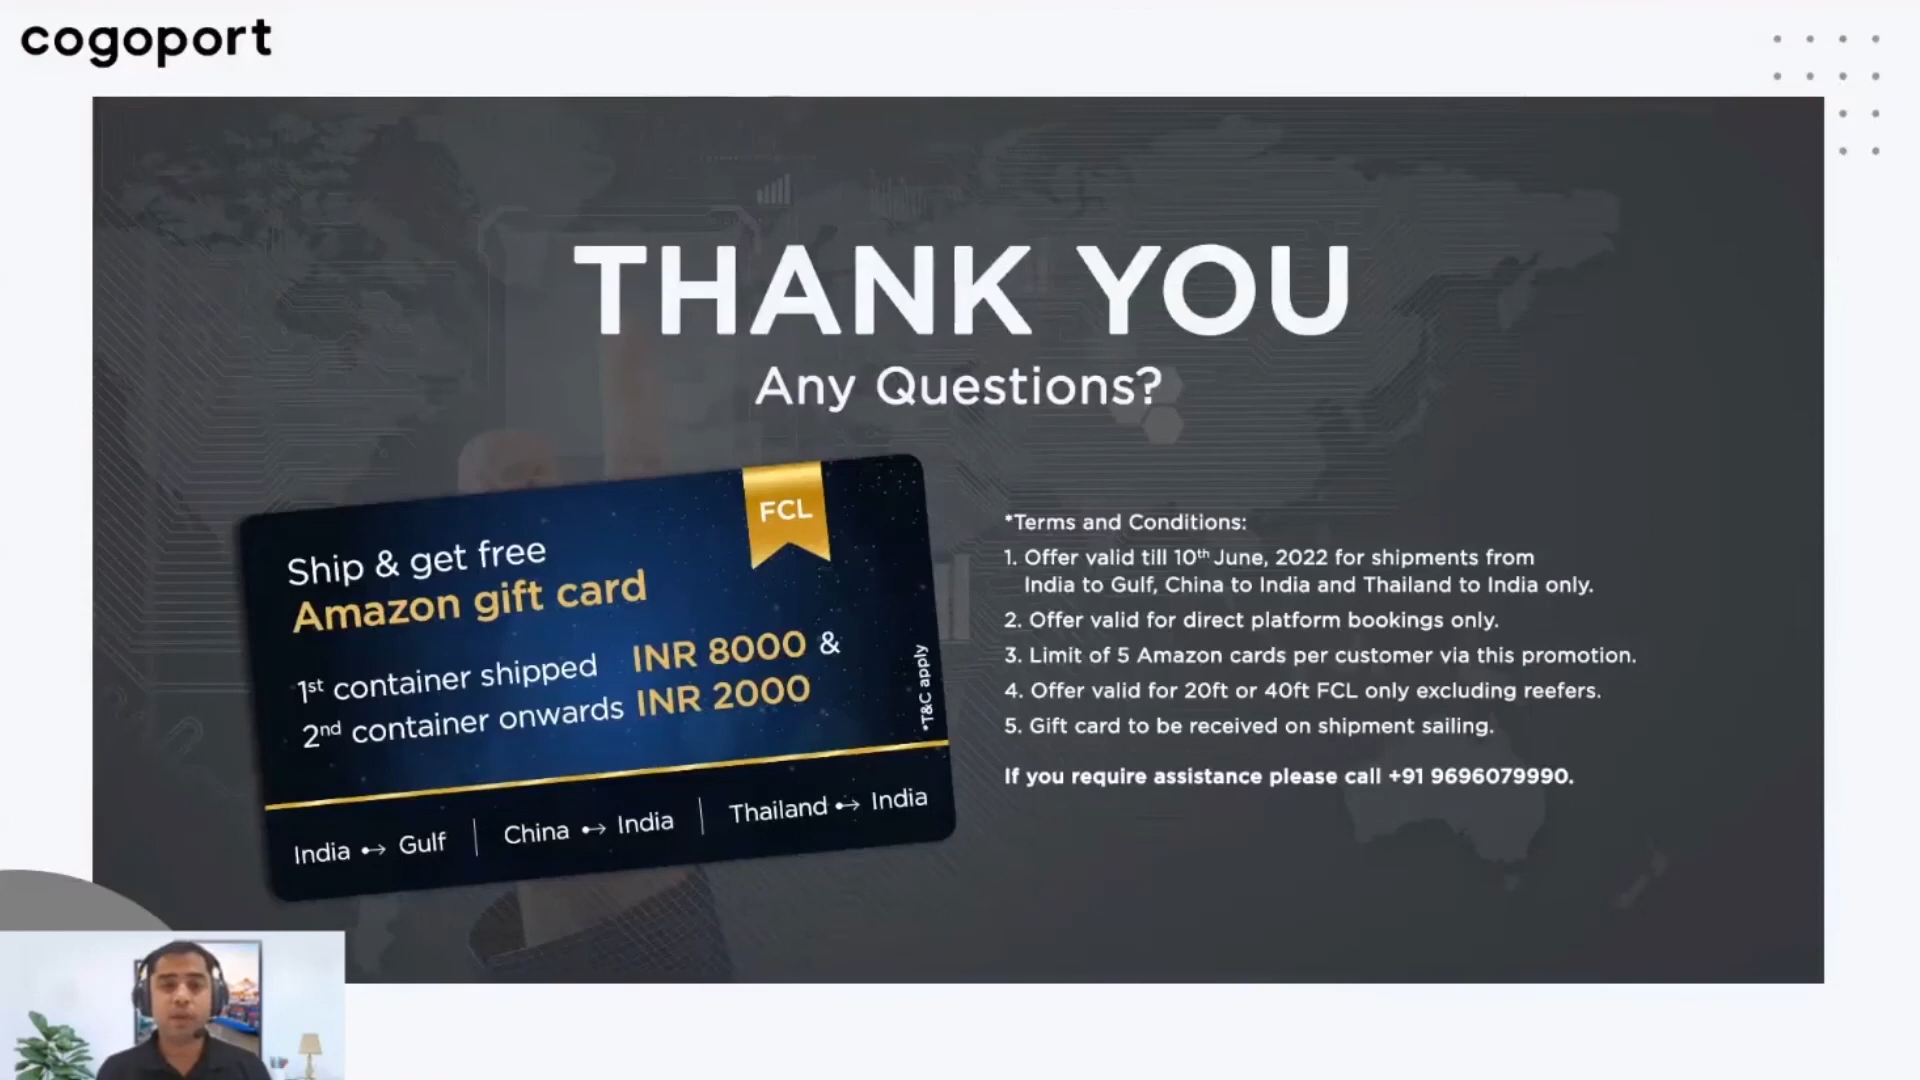 cogoport
THANK YOU
Any Questions?
FCL
Ship & get free
Amazon gift card
1st container shipped INR 8000 &
2nd container onwards INR 2000
*T&C apply
India ↔ Gulf | China ↔ India | Thailand ↔ India
*Terms and Conditions:
1. Offer valid till 10th June, 2022 for shipments from
India to Gulf, China to India and Thailand to India only.
2. Offer valid for direct platform bookings only.
3. Limit of 5 Amazon cards per customer via this promotion.
4. Offer valid for 20ft or 40ft FCL only excluding reefers.
5. Gift card to be received on shipment sailing.
If you require assistance please call +91 9696079990.